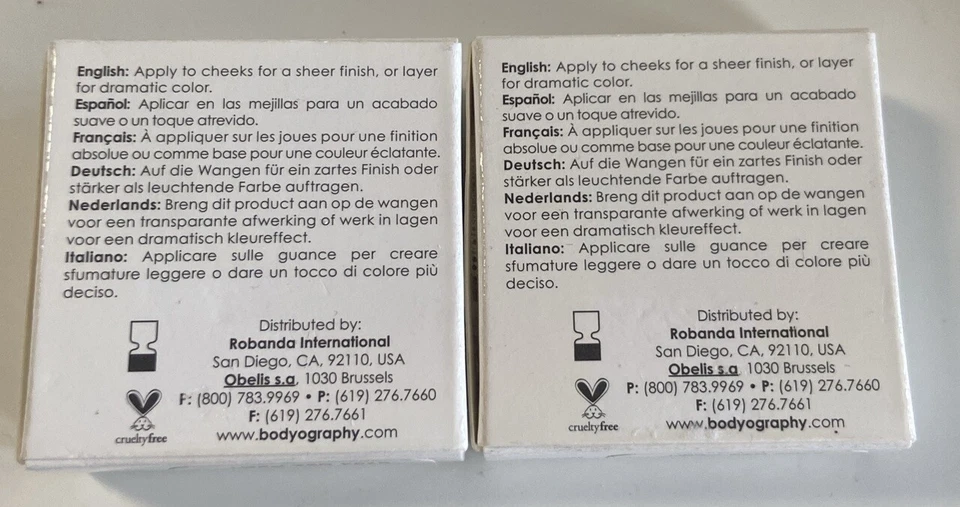 English: Apply to cheeks for a sheer finish, or layer
for dramatic color.
Español: Aplicar en las mejillas para un acabado
suave o un toque atrevido.
Français: À appliquer sur les joues pour une finition
absolue ou comme base pour une couleur éclatante.
Deutsch: Auf die Wangen für ein zartes Finish oder
stärker als leuchtende Farbe auftragen.
Nederlands: Breng dit product aan op de wangen
voor een transparante afwerking of werk in lagen
voor een dramatisch kleureffect.
Italiano: Applicare sulle guance per creare
sfumature leggere o dare un tocco di colore più
deciso.
Distributed by:
Robanda International
San Diego, CA, 92110, USA
Obelis s.a, 1030 Brussels
F: (800) 783.9969 • P: (619) 276.7660
F: (619) 276.7661
www.bodyography.com
crueltyfree
English: Apply to cheeks for a sheer finish, or layer
for dramatic color.
Español: Aplicar en las mejillas para un acabado
suave o un toque atrevido.
Français: À appliquer sur les joues pour une finition
absolue ou comme base pour une couleur éclatante.
Deutsch: Auf die Wangen für ein zartes Finish oder
stärker als leuchtende Farbe auftragen.
Nederlands: Breng dit product aan op de wangen
voor een transparante afwerking of werk in lagen
voor een dramatisch kleureffect.
Italiano: Applicare sulle guance per creare
sfumature leggere o dare un tocco di colore più
deciso.
Distributed by:
Robanda International
San Diego, CA, 92110, USA
Obelis s.a, 1030 Brussels
P: (800) 783.9969 • P: (619) 276.7660
F: (619) 276.7661
www.bodyography.com
crueltyfree